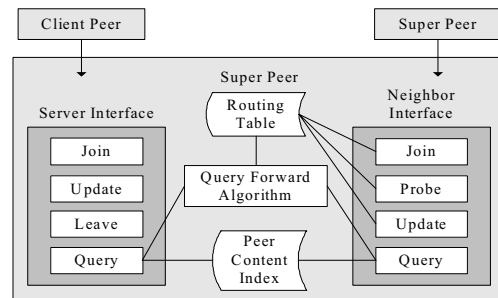 Client Peer
Super Peer
Super Peer
Server Interface
Neighbor
Interface
Routing
Table
Join
Update
Leave
Query
Query Forward
Algorithm
Peer
Content
Index
Join
Probe
Update
Query